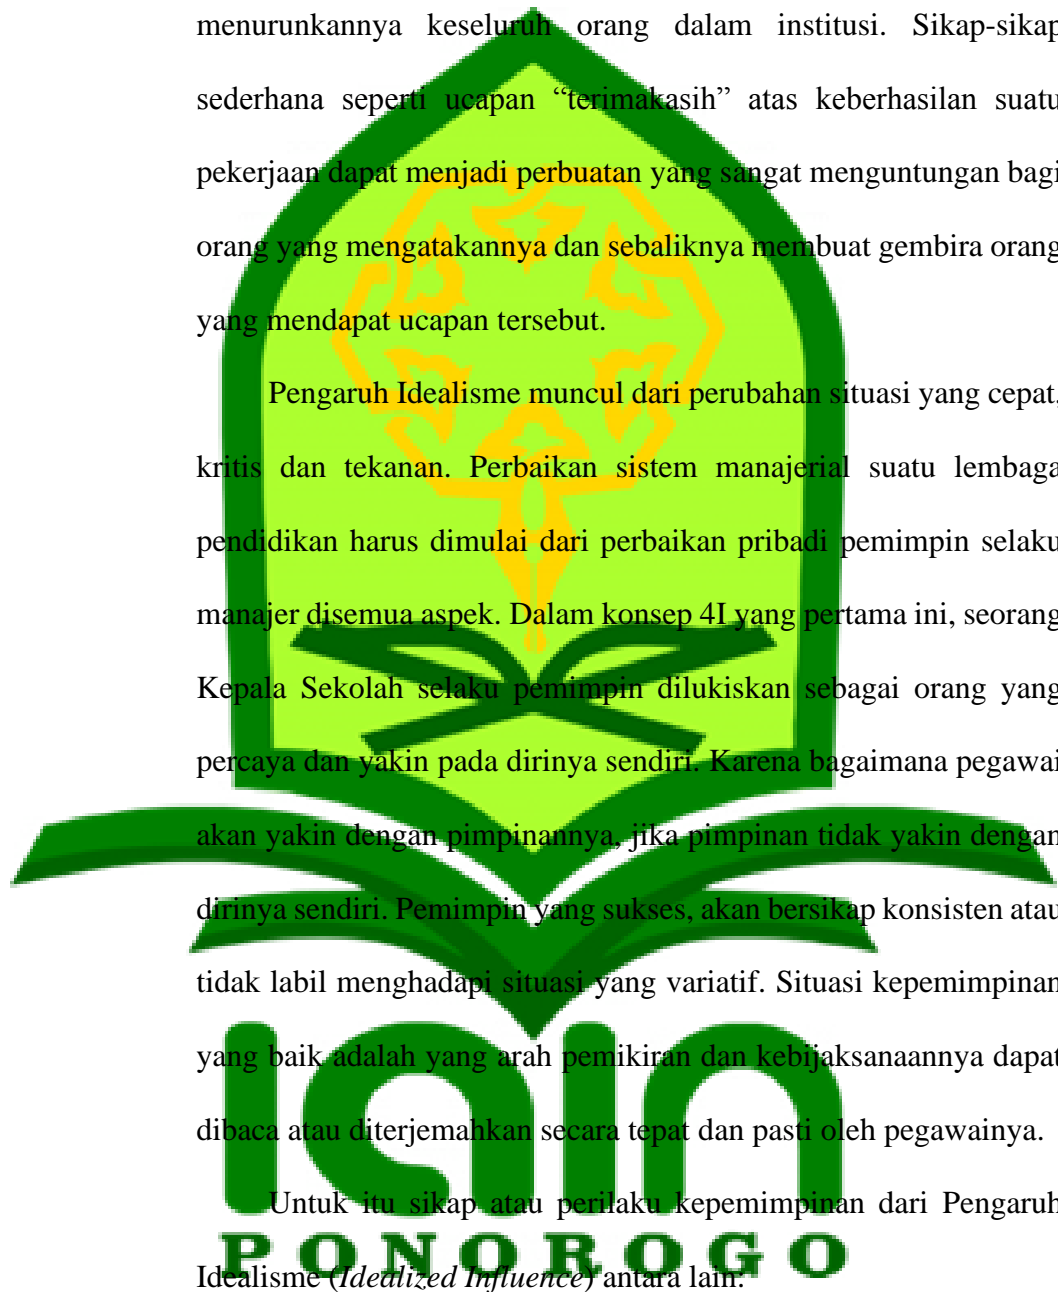 menurunkannya keseluruh orang dalam institusi. Sikap-sikap
sederhana seperti ucapan “terimakasih” atas keberhasilan suatu
pekerjaan dapat menjadi perbuatan yang sangat menguntungan bagi
orang yang mengatakannya dan sebaliknya membuat gembira orang
yang mendapat ucapan tersebut.
Pengaruh Idealisme muncul dari perubahan situasi yang cepat,
kritis dan tekanan. Perbaikan sistem manajerial suatu lembaga
pendidikan harus dimulai dari perbaikan pribadi pemimpin selaku
manajer disemua aspek. Dalam konsep 4I yang pertama ini, seorang
Kepala Sekolah selaku pemimpin dilukiskan sebagai orang yang
percaya dan yakin pada dirinya sendiri. Karena bagaimana pegawai
akan yakin dengan pimpinannya, jika pimpinan tidak yakin dengan
dirinya sendiri. Pemimpin yang sukses, akan bersikap konsisten atau
tidak labil menghadapi situasi yang variatif. Situasi kepemimpinan
yang baik adalah yang arah pemikiran dan kebijaksanaannya dapat
dibaca atau diterjemahkan secara tepat dan pasti oleh pegawainya.
Untuk itu sikap atau perilaku kepemimpinan dari Pengaruh
Idealisme (Idealized Influence) antara lain:
iain
PONOROGO